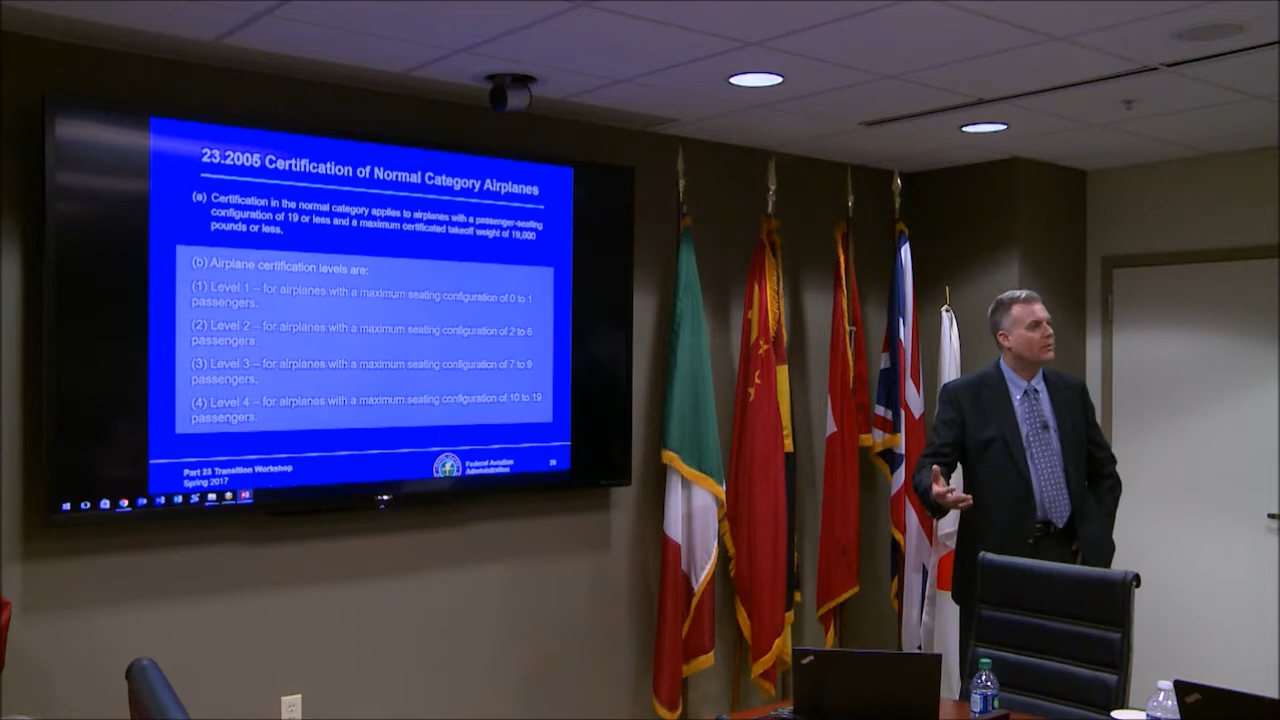 23.2005 Certification of Normal Category Airplanes
(a) Certification in the normal category applies to airplanes with a passenger-seating
configuration of 19 or less and a maximum certificated takeoff weight of 19,000
pounds or less.
(b) Airplane certification levels are:
(1) Level 1 – for airplanes with a maximum seating configuration of 0 to 1
passengers.
(2) Level 2 – for airplanes with a maximum seating configuration of 2 to 6
passengers.
(3) Level 3 – for airplanes with a maximum seating configuration of 7 to 9
passengers.
(4) Level 4 – for airplanes with a maximum seating configuration of 10 to 19
passengers.
Part 23 Transition Workshop
Spring 2017
Federal Aviation
Administration